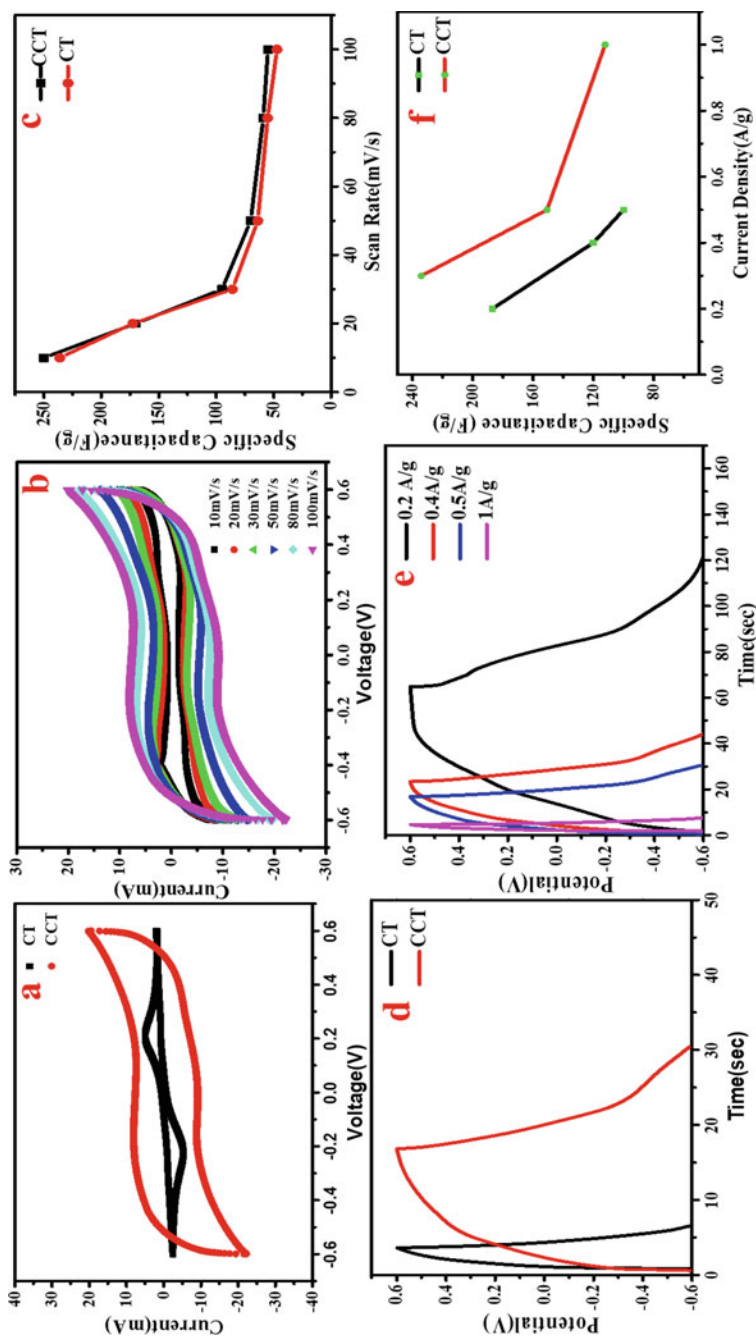 a
CT
CCT
Current(mA)
40
30
20
10
0
-10
-20
-30
-40
-0.6
-0.4
-0.2
0.0
0.2
0.4
0.6
Voltage(V)
b
10mV/s
20mV/s
30mV/s
50mV/s
80mV/s
100mV/s
Current(mA)
30
20
10
0
-10
-20
-30
-0.6
-0.4
-0.2
0.0
0.2
0.4
0.6
Voltage(V)
c
CCT
CT
Specific Capacitance(F/g)
250
200
150
100
50
0
0
20
40
60
80
100
Scan Rate(mV/s)
d
CT
CCT
Potential(V)
0.6
0.4
0.2
0.0
-0.2
-0.4
-0.6
0
10
20
30
40
50
Time(sec)
e
0.2 A/g
0.4A/g
0.5A/g
1A/g
Potential(V)
0.6
0.4
0.2
0.0
-0.2
-0.4
-0.6
0
20
40
60
80
100
120
140
160
Time(sec)
f
CT
CCT
Specific Capacitance(F/g)
240
200
160
120
80
0.0
0.2
0.4
0.6
0.8
1.0
Current Density(A/g)